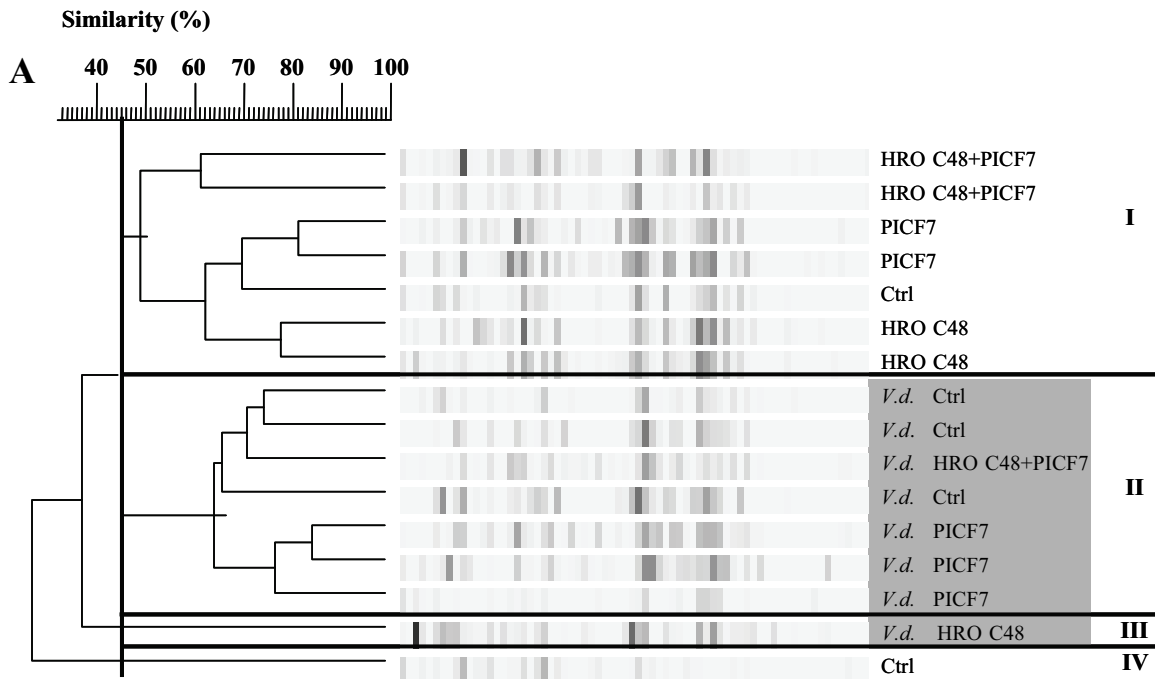 Similarity (%)
A
40 50 60 70 80 90 100
HRO C48+PICF7
HRO C48+PICF7
I
PICF7
PICF7
Ctrl
HRO C48
HRO C48
V.d. Ctrl
V.d. Ctrl
V.d. HRO C48+PICF7
II
V.d. Ctrl
V.d. PICF7
V.d. PICF7
V.d. PICF7
V.d. HRO C48 III
Ctrl IV